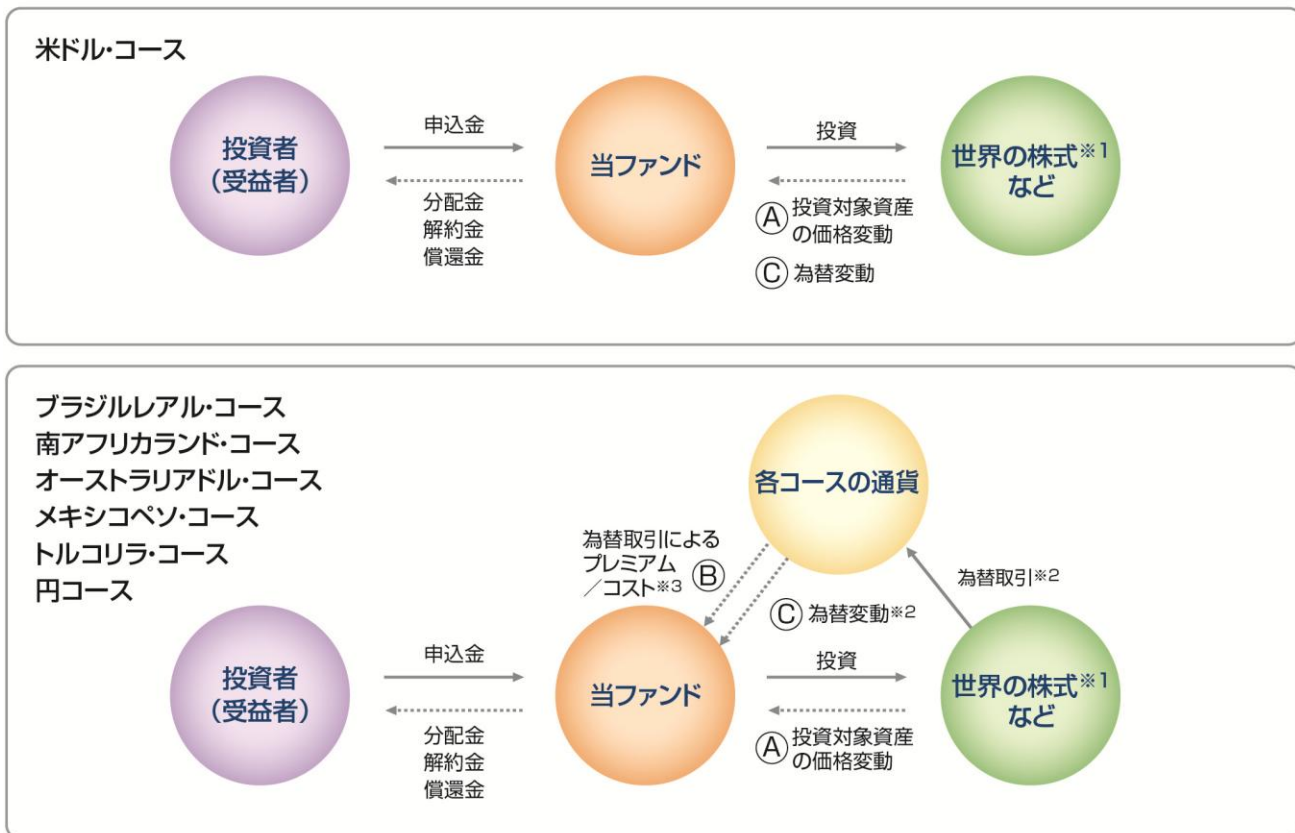 米ドル・コース
投資者
（受益者）
申込金
分配金
解約金
償還金
当ファンド
投資
Ⓐ 投資対象資産
の価格変動
Ⓒ 為替変動
世界の株式※1
など
ブラジルレアル・コース
南アフリカランド・コース
オーストラリアドル・コース
メキシコペソ・コース
トルコリラ・コース
円コース
各コースの通貨
為替取引による
プレミアム
／コスト※3 Ⓑ
為替取引※2
Ⓒ 為替変動※2
投資者
（受益者）
申込金
分配金
解約金
償還金
当ファンド
投資
Ⓐ 投資対象資産
の価格変動
世界の株式※1
など